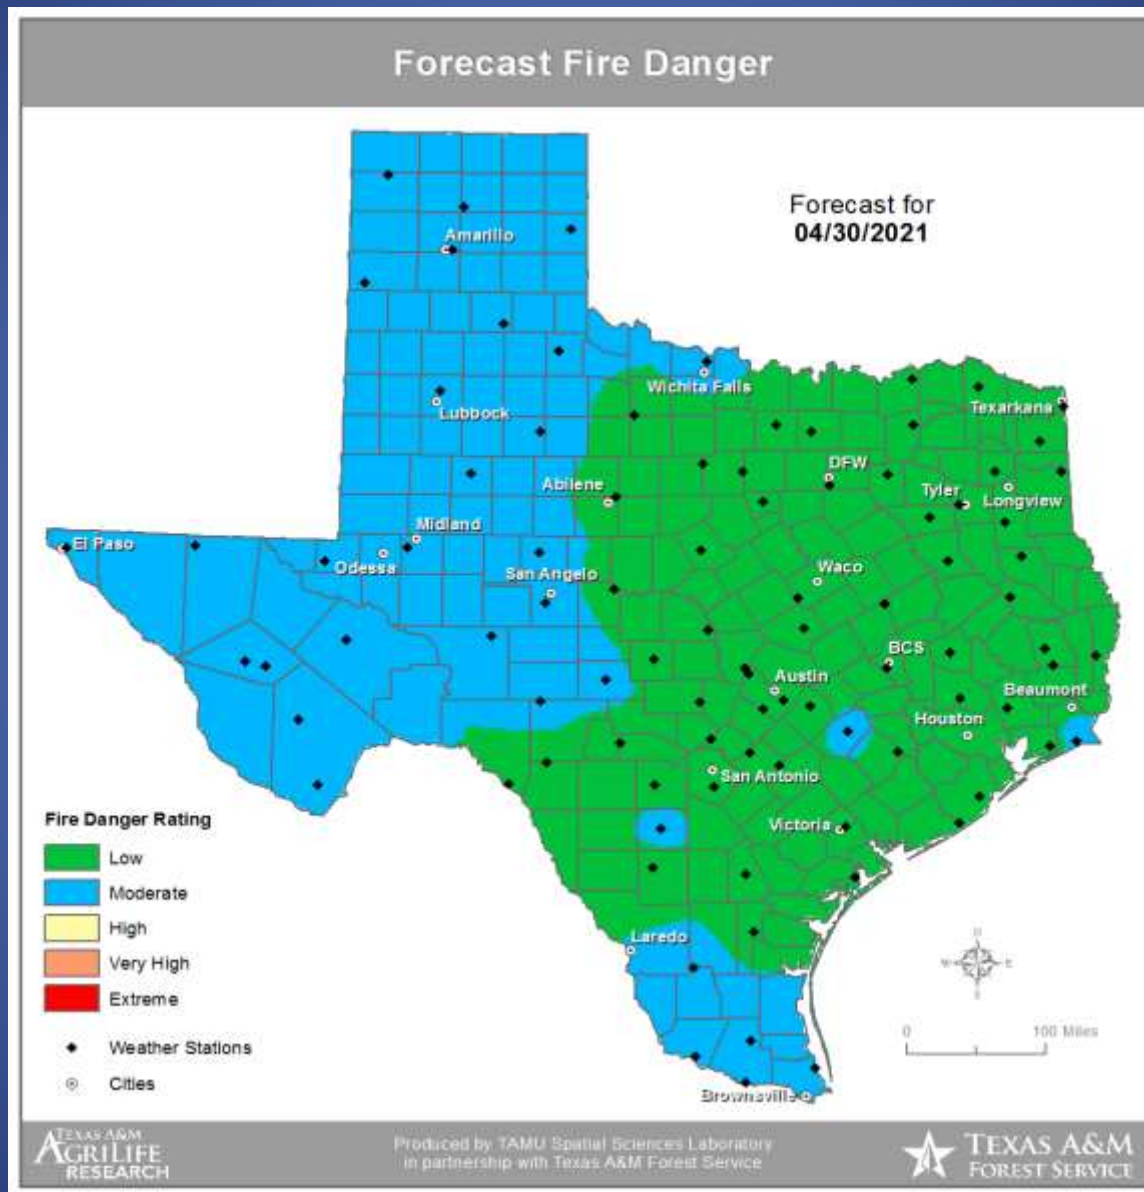 Forecast Fire Danger
Forecast for
04/30/2021
Amarillo
Wichita Falls
Lubbock
Texarkana
DFW
Abilene
Tyler
Longview
Midland
El Paso
Odessa
San Angelo
Waco
BCS
Austin
Beaumont
Houston
San Antonio
Victoria
Laredo
Brownsville
Fire Danger Rating
Low
Moderate
High
Very High
Extreme
Weather Stations
Cities
N
W E
S
0 100 Miles
TEXAS A&M
AGRILIFE
RESEARCH
Produced by TAMU Spatial Sciences Laboratory
in partnership with Texas A&M Forest Service
TEXAS A&M
FOREST SERVICE